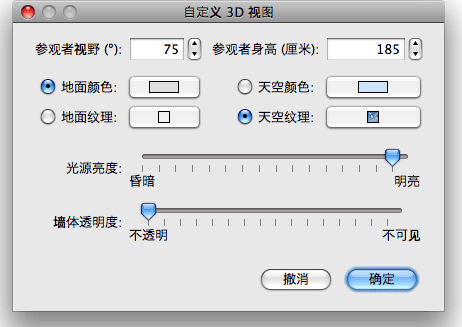 自定义 3D 视图
参观者视野 (°): 75 参观者身高 (厘米): 185
地面颜色: 天空颜色:
地面纹理: 天空纹理:
光源亮度:
昏暗 明亮
墙体透明度:
不透明 不可见
撤消 确定